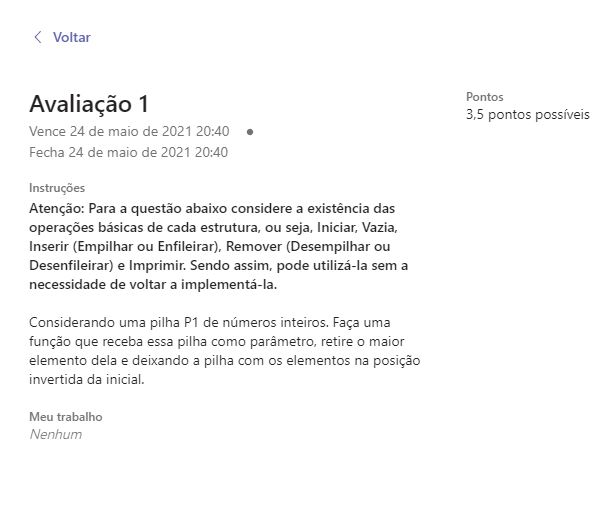 Voltar
Avaliação 1
Vence 24 de maio de 2021 20:40 •
Fecha 24 de maio de 2021 20:40
Pontos
3,5 pontos possíveis
Instruções
Atenção: Para a questão abaixo considere a existência das
operações básicas de cada estrutura, ou seja, Iniciar, Vazia,
Inserir (Empilhar ou Enfileirar), Remover (Desempilhar ou
Desenfileirar) e Imprimir. Sendo assim, pode utilizá-la sem a
necessidade de voltar a implementá-la.
Considerando uma pilha P1 de números inteiros. Faça uma
função que receba essa pilha como parâmetro, retire o maior
elemento dela e deixando a pilha com os elementos na posição
invertida da inicial.
Meu trabalho
Nenhum